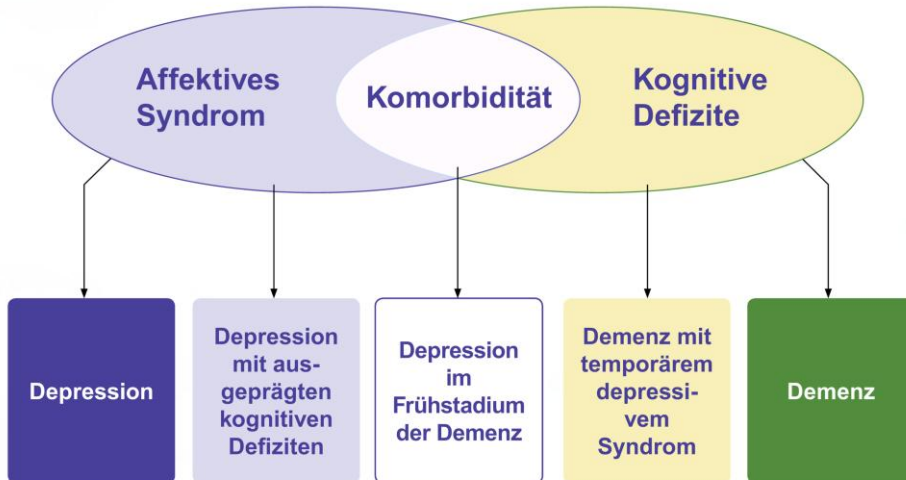 Affektives
Syndrom
Komorbidität
Kognitive
Defizite
Depression
Depression
mit aus-
geprägten
kognitiven
Defiziten
Depression
im
Frühstadium
der Demenz
Demenz mit
temporärem
depressi-
vem
Syndrom
Demenz